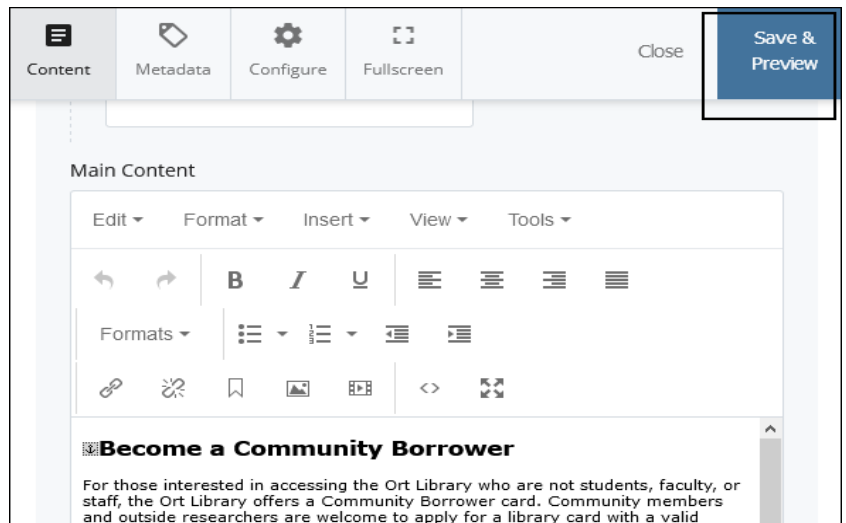 Content Metadata Configure Fullscreen Close Save &
Preview
Main Content
Edit Format Insert View Tools
B I U
Formats
Become a Community Borrower
For those interested in accessing the Ort Library who are not students, faculty, or
staff, the Ort Library offers a Community Borrower card. Community members
and outside researchers are welcome to apply for a library card with a valid